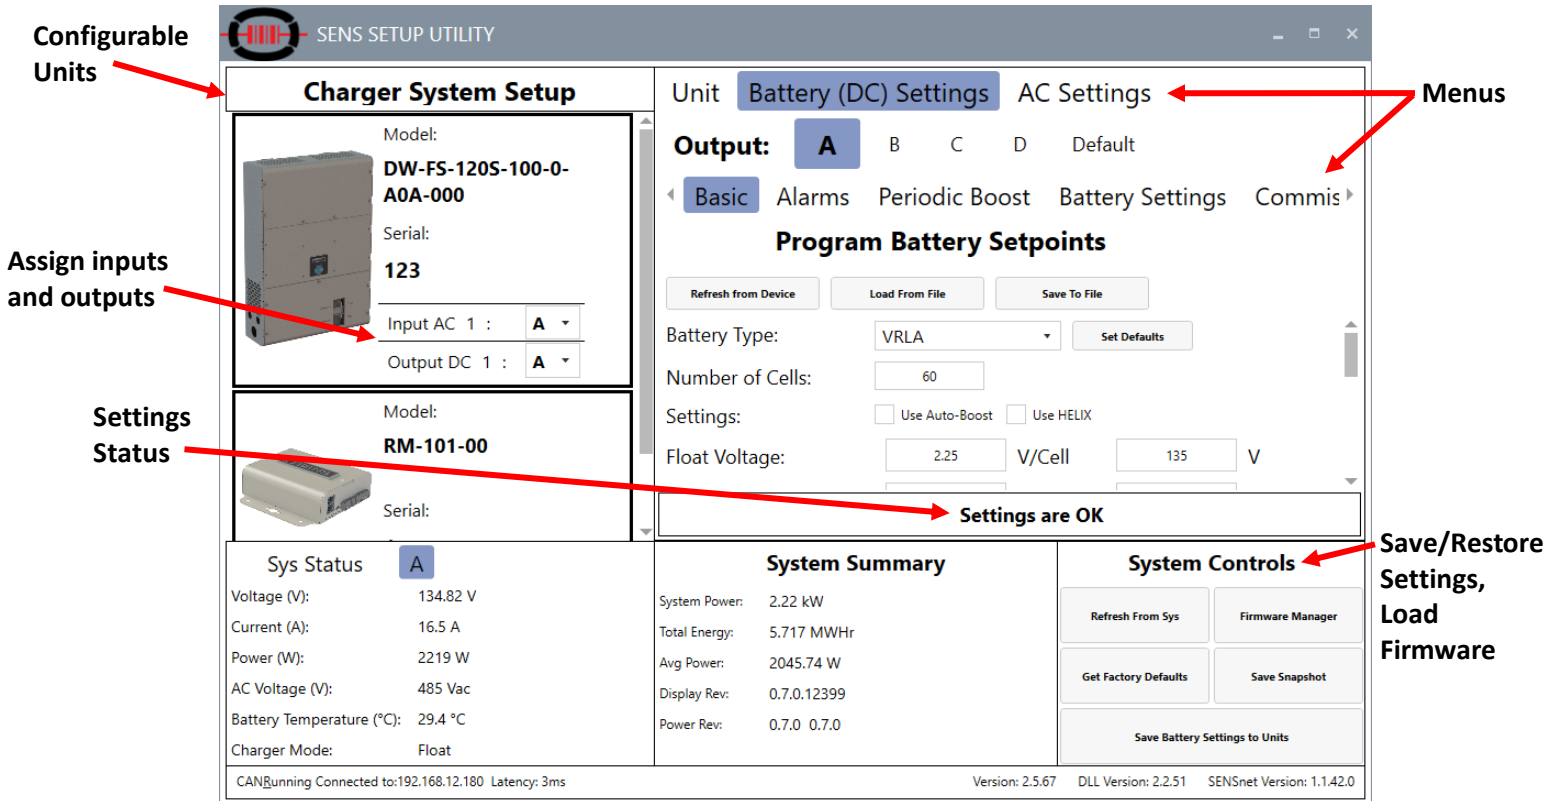 Configurable
Units
SENS SETUP UTILITY
Charger System Setup
Model:
DW-FS-120S-100-0-
A0A-000
Serial:
123
Assign inputs
and outputs
Input AC 1 : A
Output DC 1 : A
Settings
Status
Model:
RM-101-00
Serial:
Unit Battery (DC) Settings AC Settings
Menus
Output: A B C D Default
Basic Alarms Periodic Boost Battery Settings Commis
Program Battery Setpoints
Refresh from Device Load From File Save To File
Battery Type: VRLA Set Defaults
Number of Cells: 60
Settings: Use Auto-Boost Use HELIX
Float Voltage: 2.25 V/Cell 135 V
Settings are OK
Sys Status A
Voltage (V): 134.82 V
Current (A): 16.5 A
Power (W): 2219 W
AC Voltage (V): 485 Vac
Battery Temperature (°C): 29.4 °C
Charger Mode: Float
System Summary
System Power: 2.22 kW
Total Energy: 5.717 MWHr
Avg Power: 2045.74 W
Display Rev: 0.7.0.12399
Power Rev: 0.7.0 0.7.0
System Controls
Refresh From Sys Firmware Manager
Get Factory Defaults Save Snapshot
Save Battery Settings to Units
Save/Restore
Settings,
Load
Firmware
CANRunning Connected to:192.168.12.180 Latency: 3ms Version: 2.5.67 DLL Version: 2.2.51 SENSnet Version: 1.1.42.0